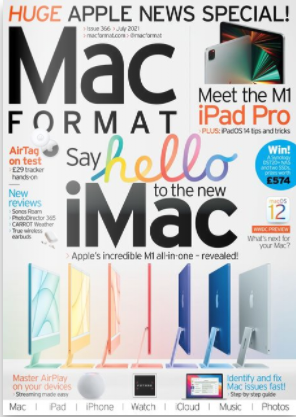 HUGE APPLE NEWS SPECIAL!
Mac
FORMAT
› Issue 366 › July 2021
› macformat.com › @macformat
Meet the M1
iPad Pro
› PLUS: iPadOS 14 tips and tricks
AirTag
on test
› £29 tracker
hands-on
New
reviews
› Sonos Roam
› PhotoDirector 365
› CARROT Weather
› True wireless
earbuds
Say hello
to the new
iMac
› Apple's incredible M1 all-in-one – revealed!
Win!
£574
macOS
12
WWDC PREVIEW
What's next for
your Mac?
Master AirPlay
on your devices
› Streaming made easy
Identify and fix
Mac issues fast!
› Step-by-step guide
Mac | iPad | iPhone | Watch | iCloud | Music | Photos